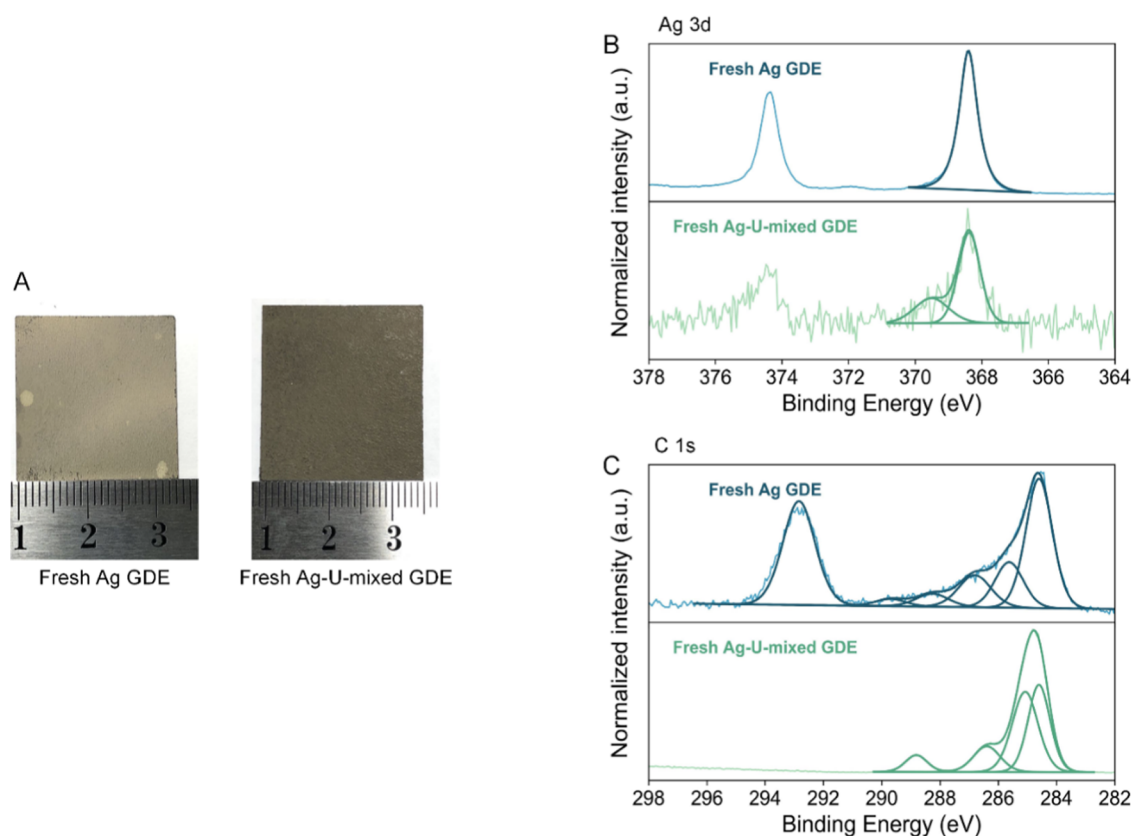 A
1 2 3
Fresh Ag GDE
1 2 3
Fresh Ag-U-mixed GDE
B
Ag 3d
Normalized intensity (a.u.)
Fresh Ag GDE
Fresh Ag-U-mixed GDE
378 376 374 372 370 368 366 364
Binding Energy (eV)
C
C 1s
Normalized intensity (a.u.)
Fresh Ag GDE
Fresh Ag-U-mixed GDE
298 296 294 292 290 288 286 284 282
Binding Energy (eV)